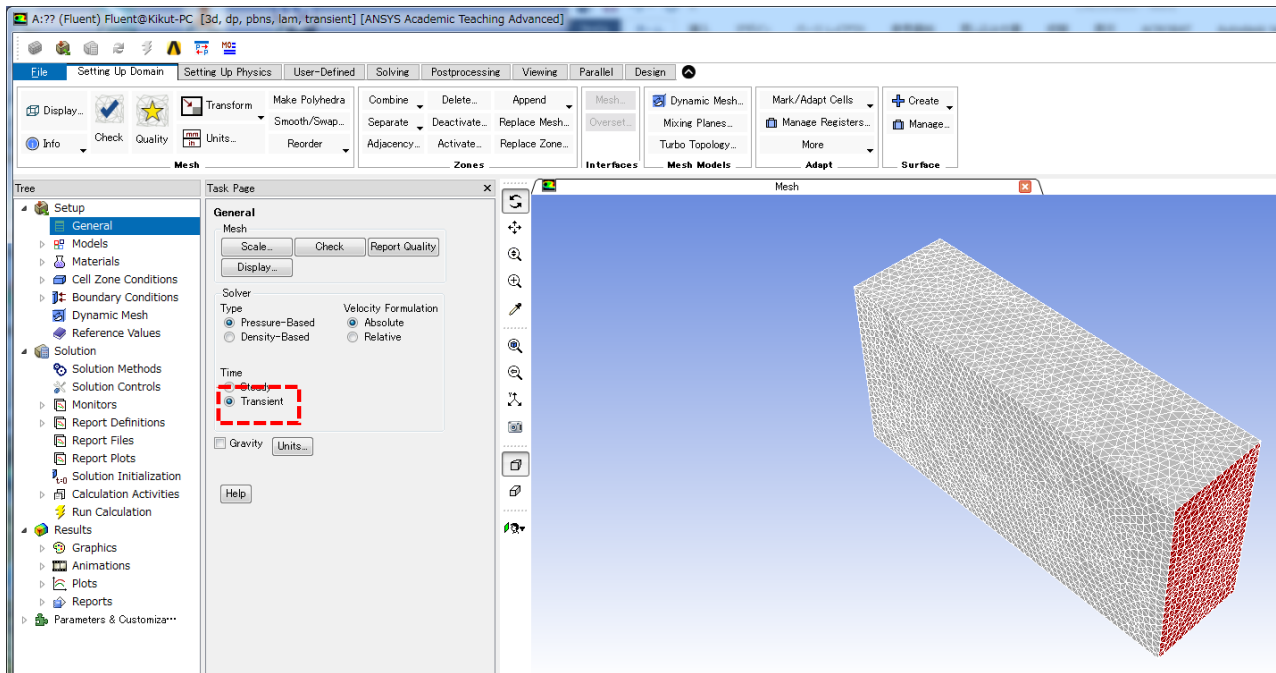 A:?? (Fluent) Fluent@Kikut-PC [3d, dp, pbns, lam, transient] [ANSYS Academic Teaching Advanced]
File Setting Up Domain Setting Up Physics User-Defined Solving Postprocessing Viewing Parallel Design
Display... Check Quality Transform Make Polyhedra Combine Delete... Append Mesh... Dynamic Mesh... Mark/Adapt Cells Create
Smooth/Swap... Separate Deactivate... Replace Mesh... Overset... Mixing Planes... Manage Registers... Manage...
Info Units... Reorder Adjacency... Activate... Replace Zone... Turbo Topology... More
Mesh Zones Interfaces Mesh Models Adapt Surface
Tree
Setup
General
Models
Materials
Cell Zone Conditions
Boundary Conditions
Dynamic Mesh
Reference Values
Solution
Solution Methods
Solution Controls
Monitors
Report Definitions
Report Files
Report Plots
Solution Initialization
Calculation Activities
Run Calculation
Results
Graphics
Animations
Plots
Reports
Parameters & Customiza···
Task Page
General
Mesh
Scale... Check Report Quality
Display...
Solver
Type Velocity Formulation
Pressure-Based Absolute
Density-Based Relative
Time
Steady
Transient
Gravity Units...
Help
Mesh